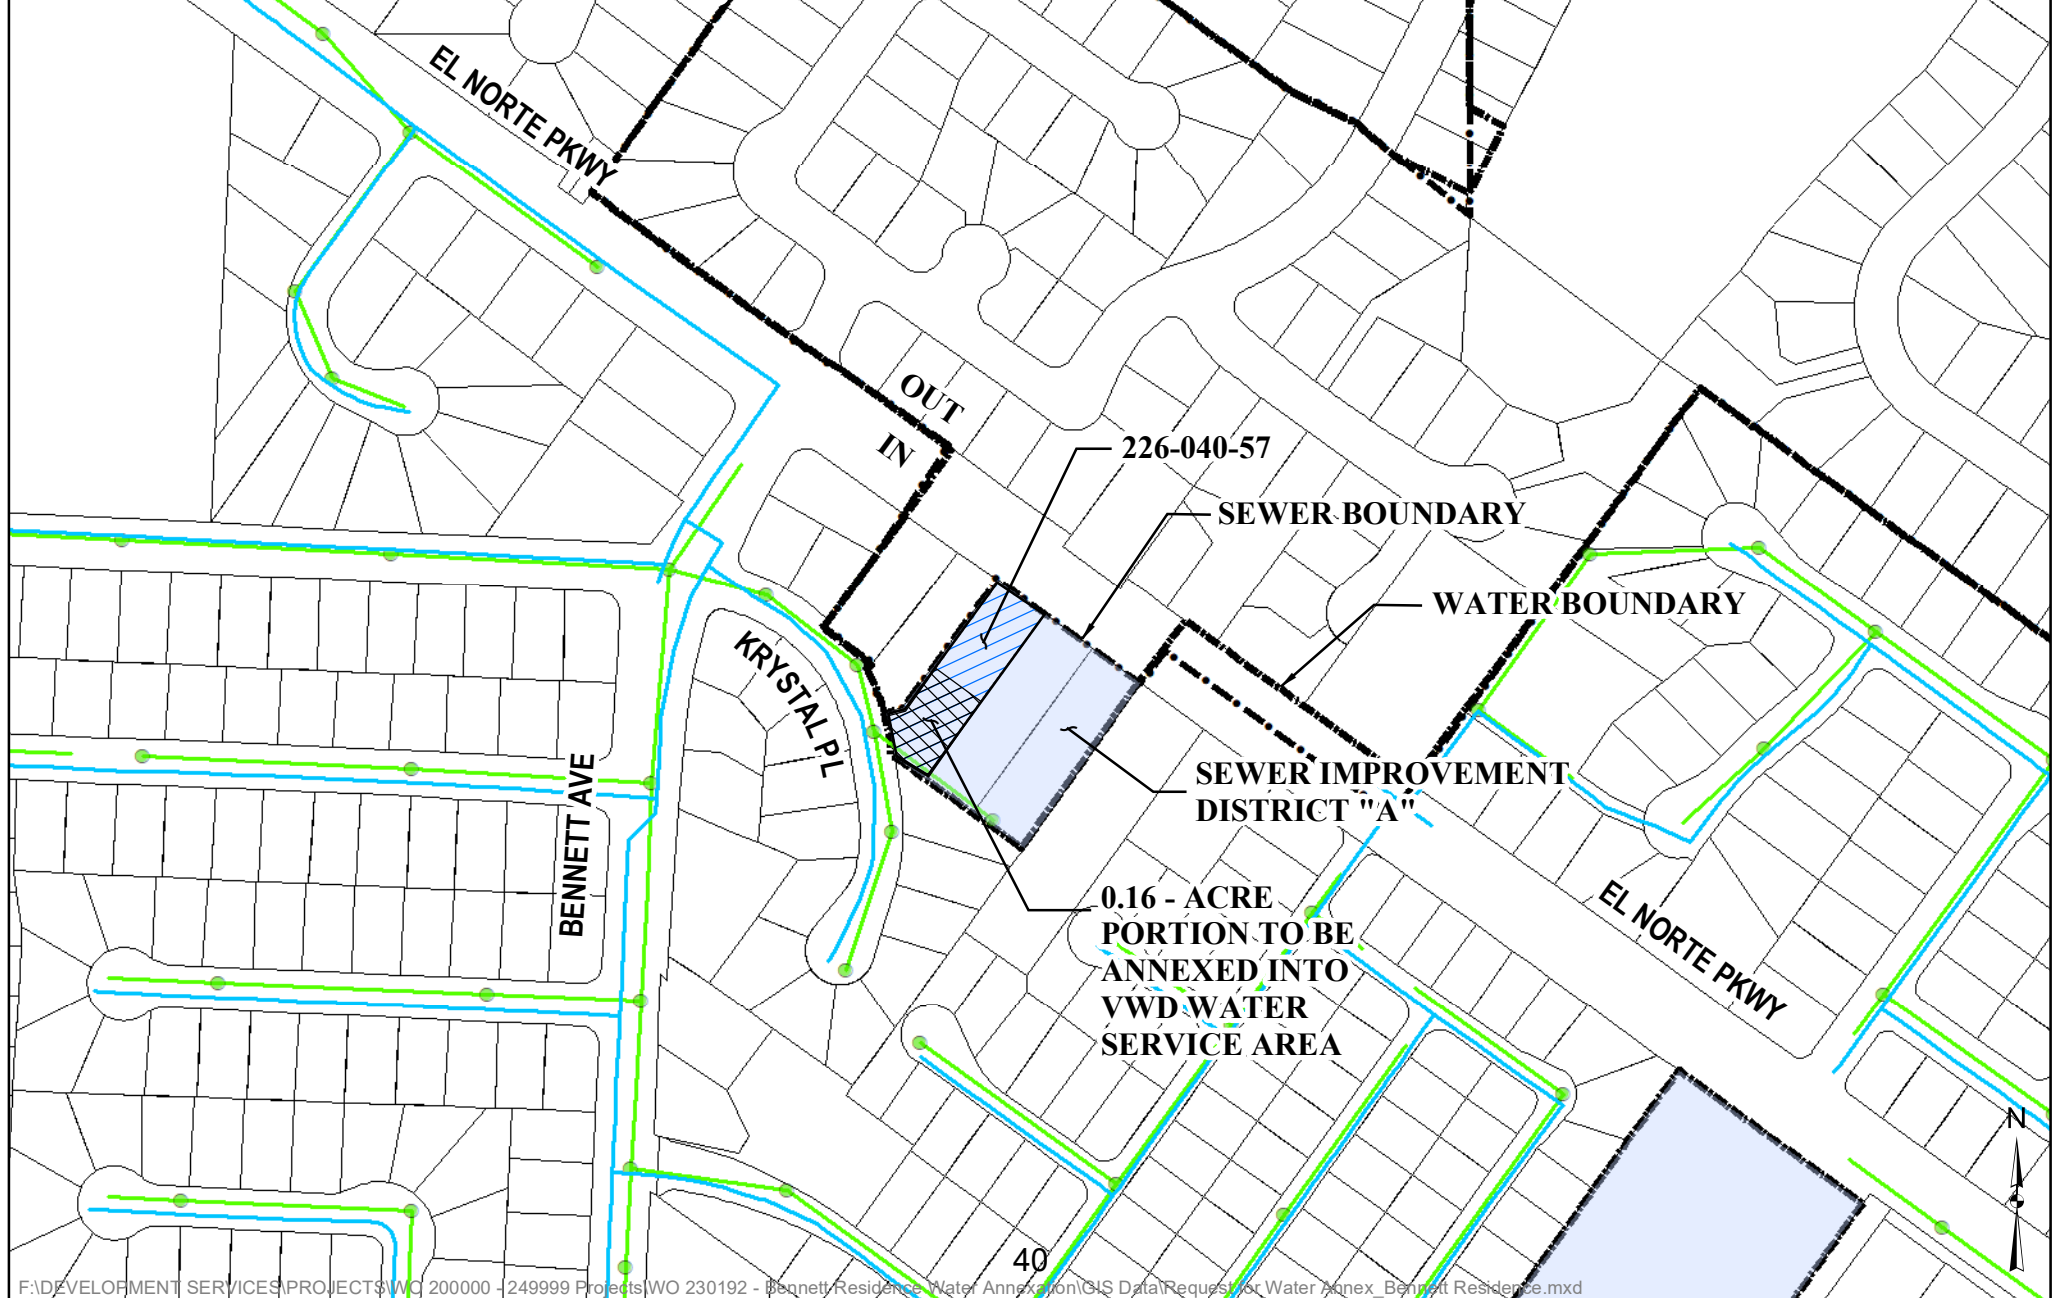 EL NORTE PKWY
OUT
IN
226-040-57
SEWER BOUNDARY
WATER BOUNDARY
KRYSTAL PL
BENNETT AVE
SEWER IMPROVEMENT
DISTRICT "A"
0.16 - ACRE
PORTION TO BE
ANNEXED INTO
VWD WATER
SERVICE AREA
EL NORTE PKWY
N
40
F:\DEVELOPMENT SERVICES\PROJECTS\WO 200000 - 249999 Projects\WO 230192 - Bennett Residence Water Annexation\GIS Data\Request for Water Annex_Bennett Residence.mxd